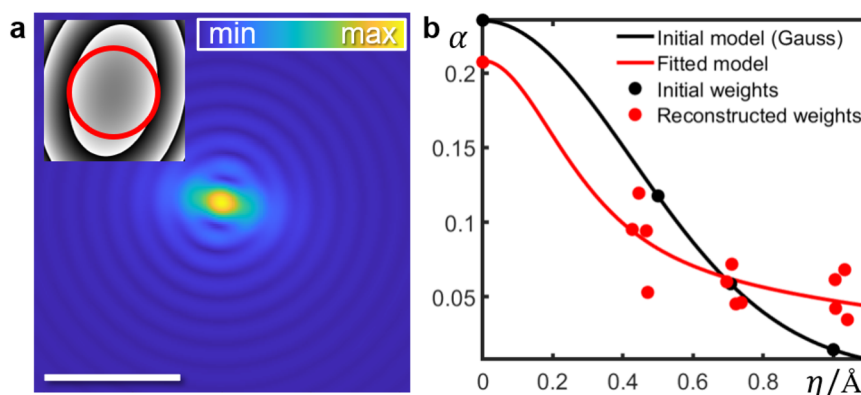 a
min max
b
α
Initial model (Gauss)
Fitted model
Initial weights
Reconstructed weights
0.2
0.15
0.1
0.05
0 0.2 0.4 0.6 0.8 η/Å